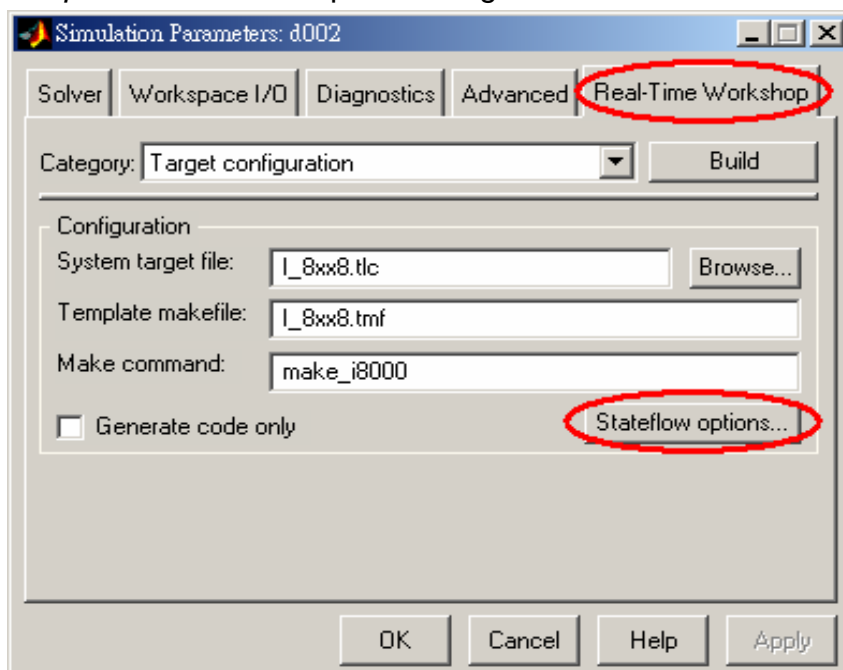 Simulation Parameters: d002
Solver Workspace I/O Diagnostics Advanced Real-Time Workshop
Category: Target configuration Build
Configuration
System target file: I_8xx8.tlc Browse...
Template makefile: I_8xx8.tmf
Make command: make_i8000
Generate code only Stateflow options...
OK Cancel Help Apply